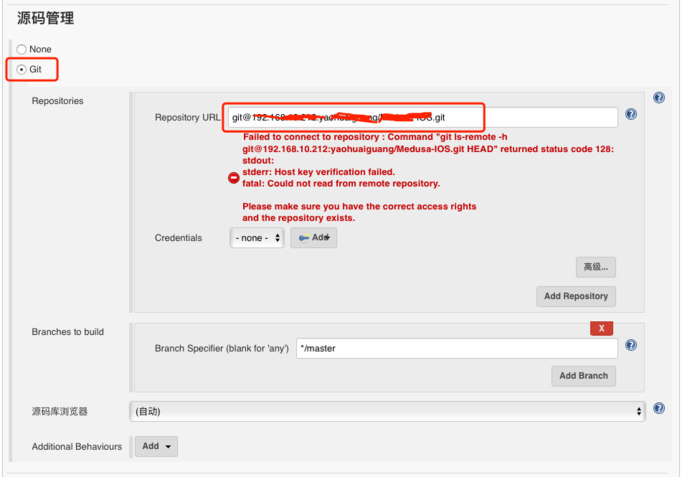 源码管理
None
Git
Repositories
Repository URL git@192.168.10.212:yaohuaiguang/ IOS.git
Failed to connect to repository : Command "git ls-remote -h
git@192.168.10.212:yaohuaiguang/Medusa-IOS.git HEAD" returned status code 128:
stdout:
stderr: Host key verification failed.
fatal: Could not read from remote repository.
Please make sure you have the correct access rights
and the repository exists.
Credentials - none - Add
高级...
Add Repository
Branches to build
X
Branch Specifier (blank for 'any') */master
Add Branch
源码库浏览器 (自动)
Additional Behaviours Add